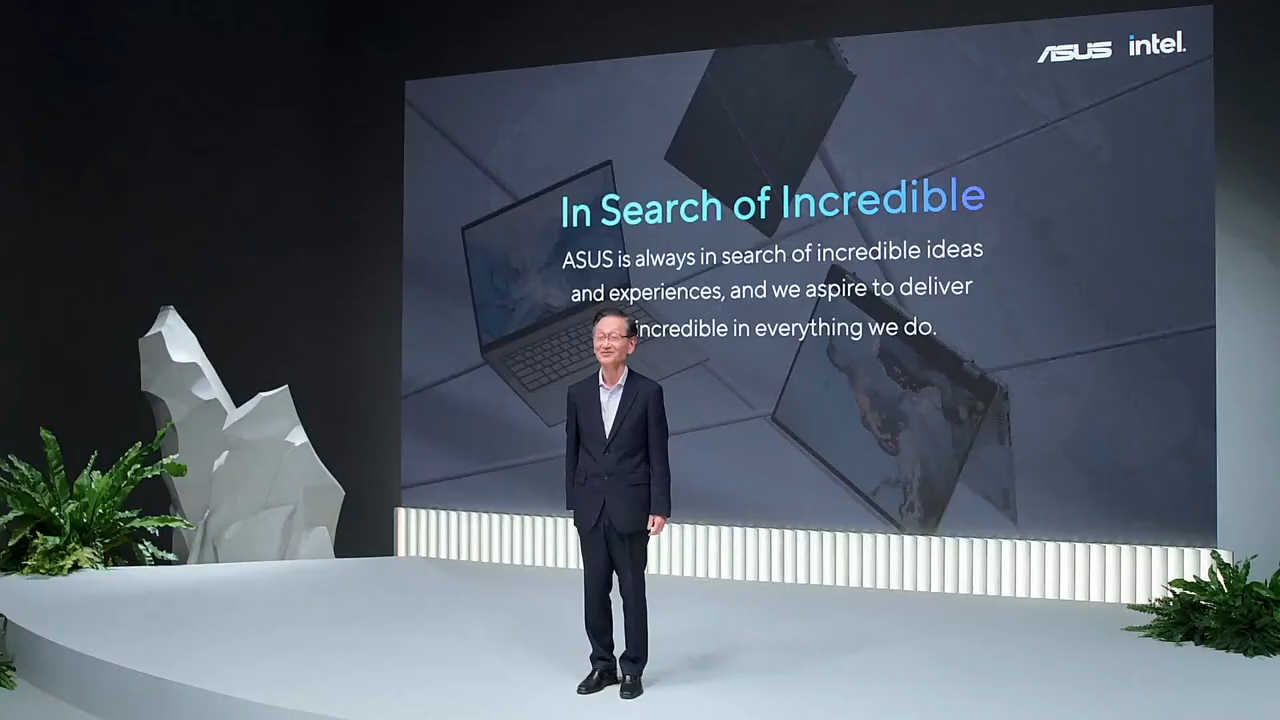 ASUS intel.
In Search of Incredible
ASUS is always in search of incredible ideas
and experiences, and we aspire to deliver
incredible in everything we do.